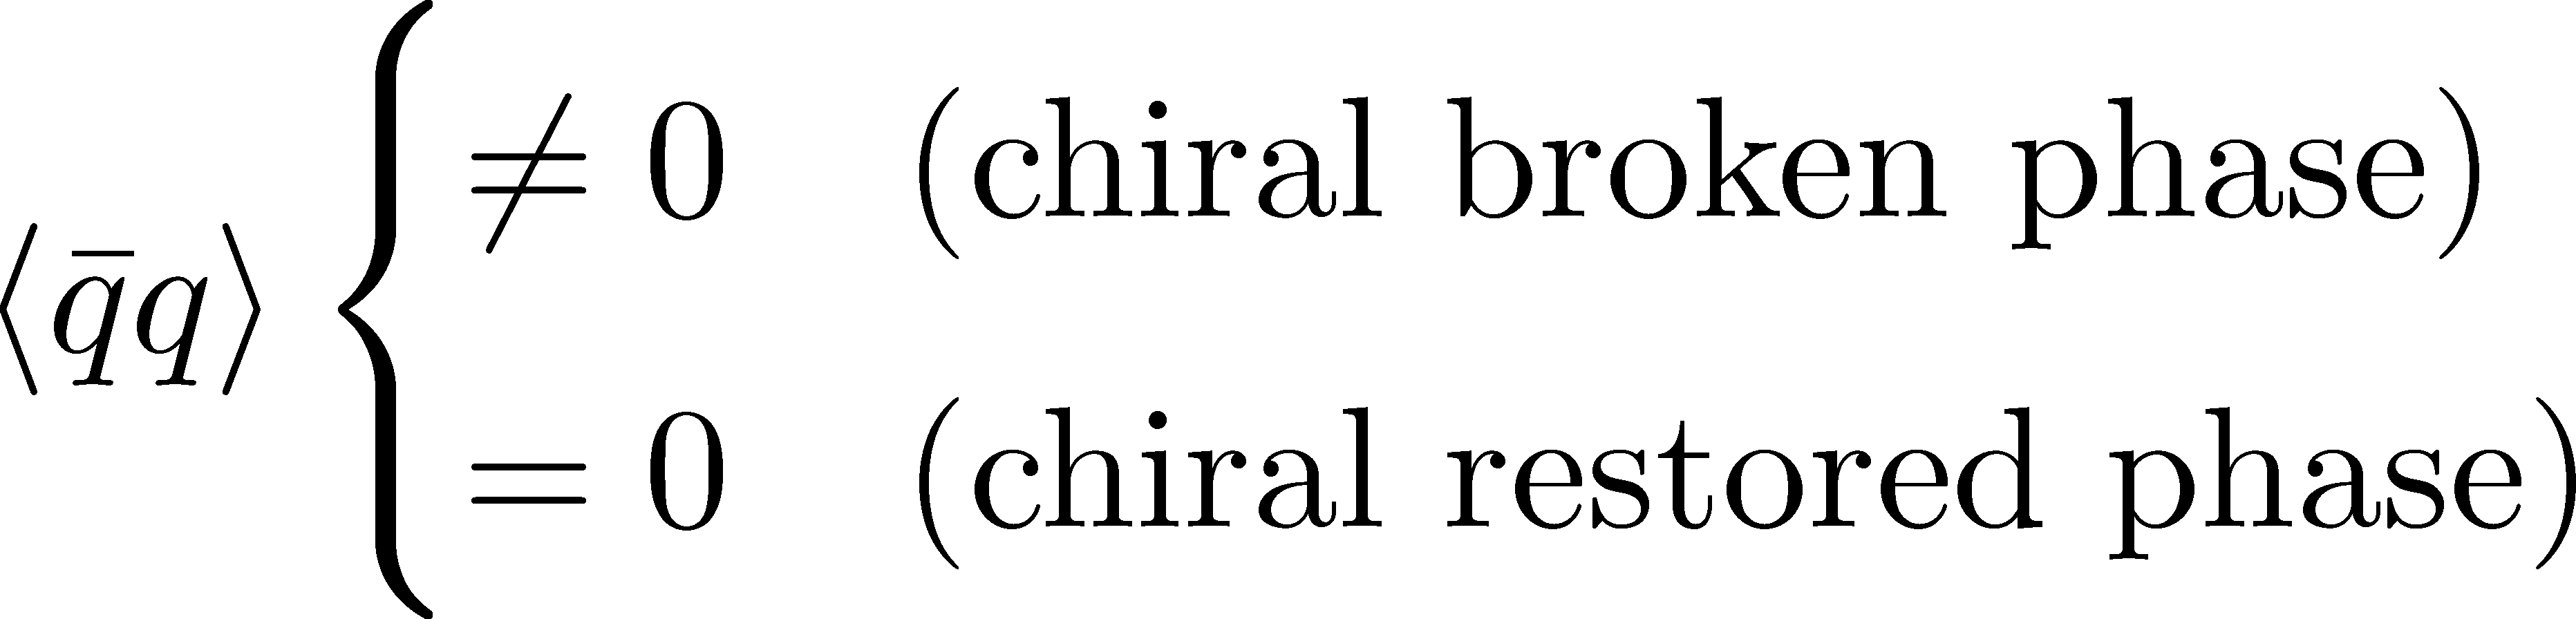 ⟨q̅q⟩ { ≠ 0 (chiral broken phase)
= 0 (chiral restored phase)